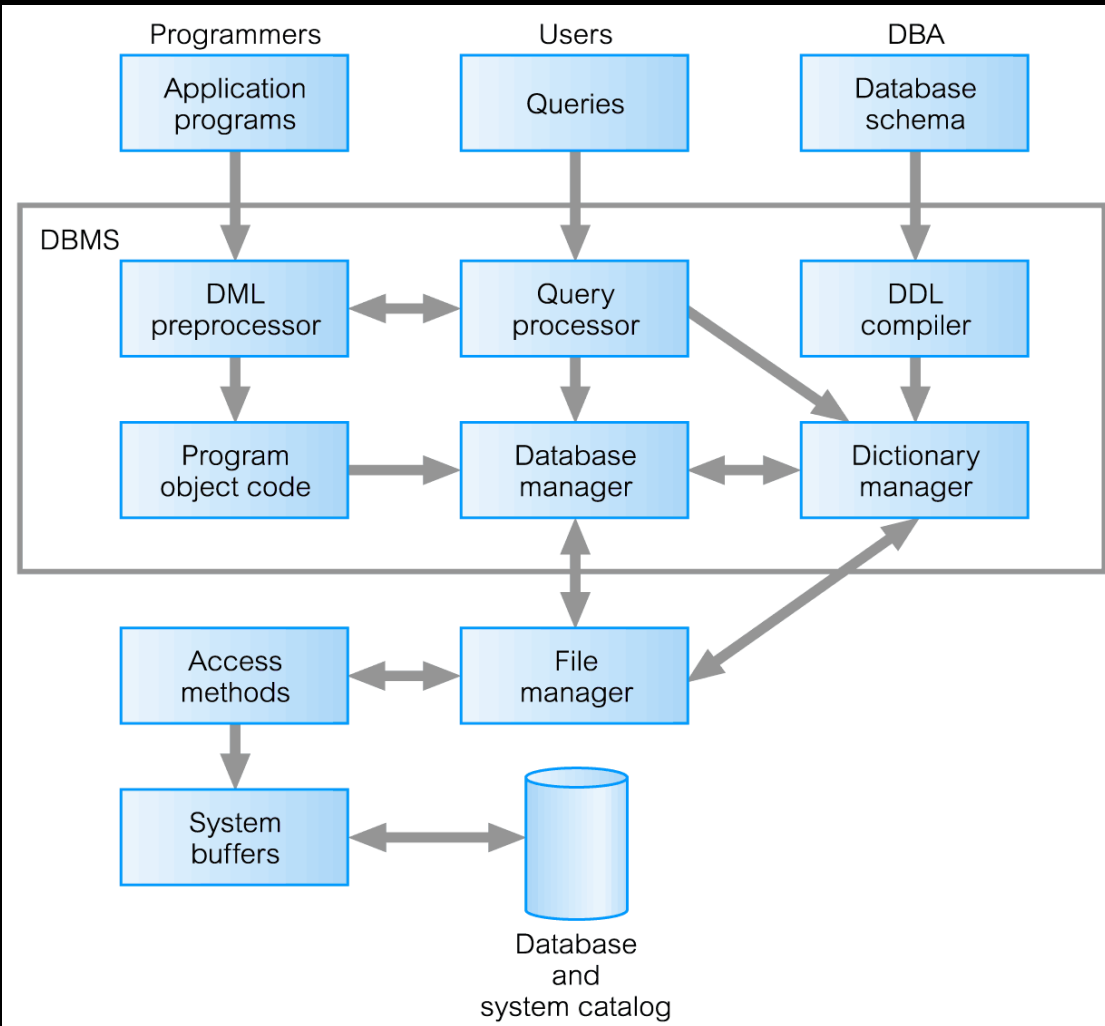 Programmers
Users
DBA
Application
programs
Queries
Database
schema
DBMS
DML
preprocessor
Query
processor
DDL
compiler
Program
object code
Database
manager
Dictionary
manager
Access
methods
File
manager
System
buffers
Database
and
system catalog